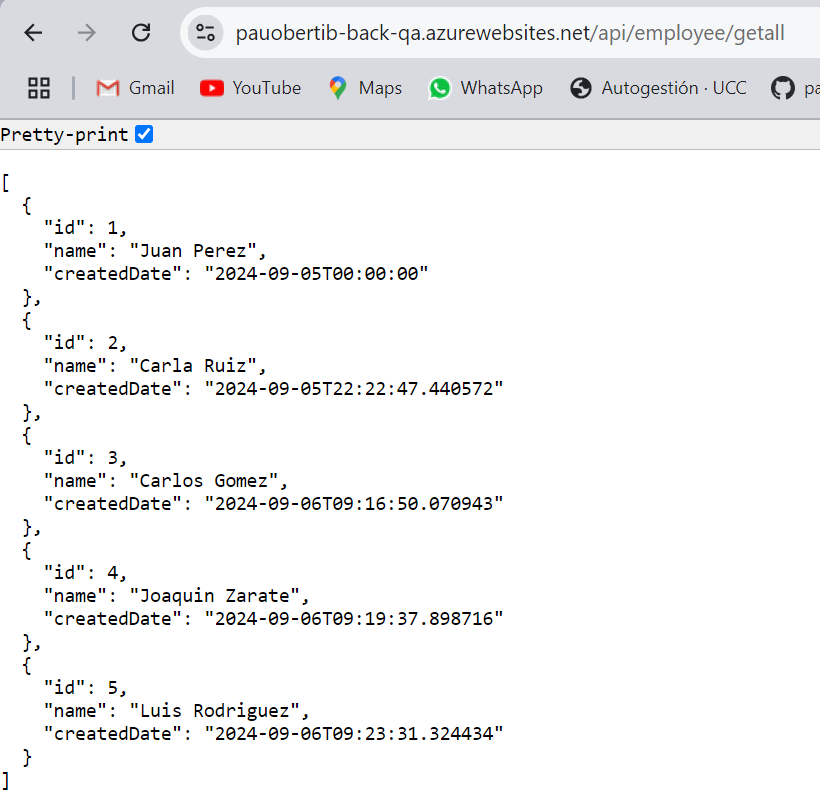 pauobertib-back-qa.azurewebsites.net/api/employee/getall
Gmail YouTube Maps WhatsApp Autogestión · UCC pa
Pretty-print
[
  {
    "id": 1,
    "name": "Juan Perez",
    "createdDate": "2024-09-05T00:00:00"
  },
  {
    "id": 2,
    "name": "Carla Ruiz",
    "createdDate": "2024-09-05T22:22:47.440572"
  },
  {
    "id": 3,
    "name": "Carlos Gomez",
    "createdDate": "2024-09-06T09:16:50.070943"
  },
  {
    "id": 4,
    "name": "Joaquin Zarate",
    "createdDate": "2024-09-06T09:19:37.898716"
  },
  {
    "id": 5,
    "name": "Luis Rodriguez",
    "createdDate": "2024-09-06T09:23:31.324434"
  }
]